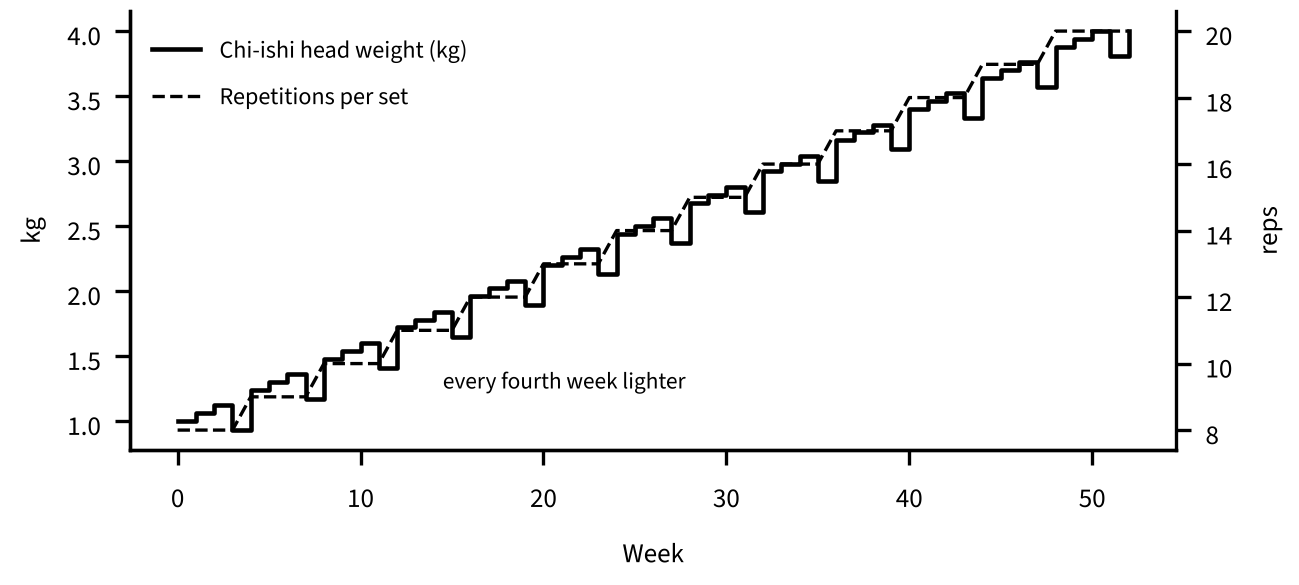 Chi-ishi head weight (kg)
Repetitions per set
every fourth week lighter
kg
4.0
3.5
3.0
2.5
2.0
1.5
1.0
reps
20
18
16
14
12
10
8
0 10 20 30 40 50
Week